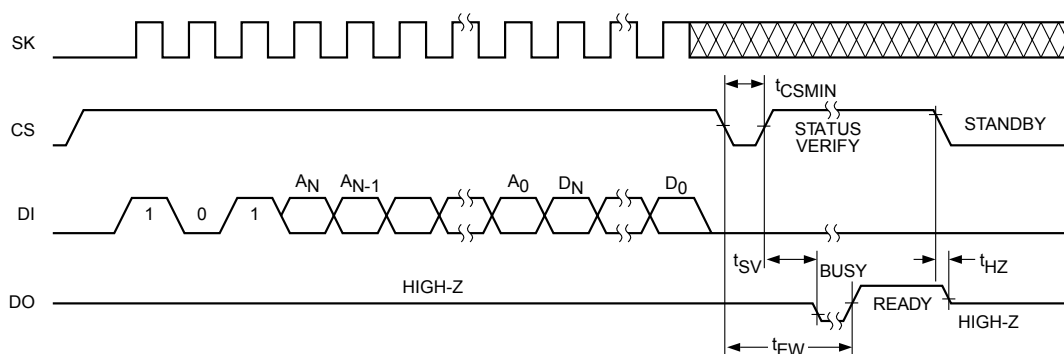 SK
tCSMIN
CS
STATUS
VERIFY
STANDBY
DI
1
0
1
AN
AN-1
A0
DN
D0
tSV
BUSY
tHZ
DO
HIGH-Z
READY
HIGH-Z
tEW